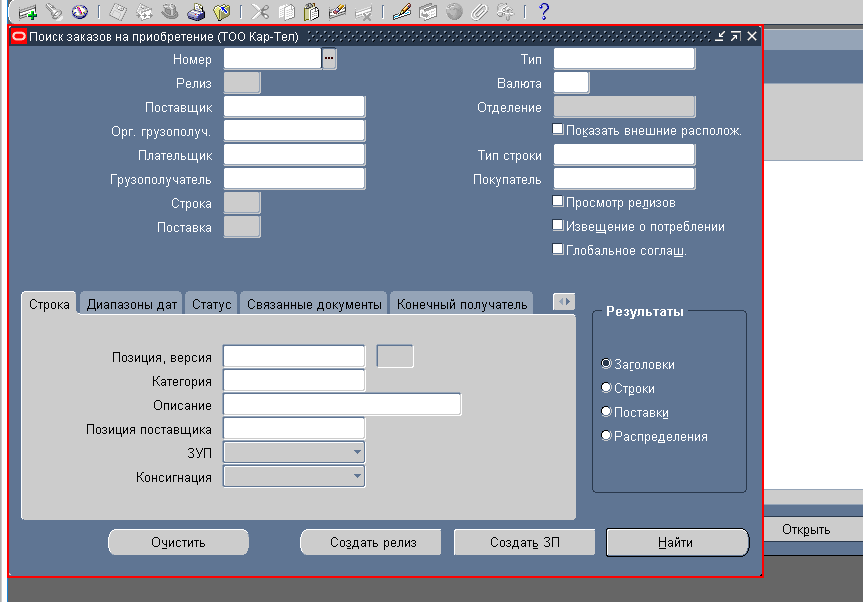 Поиск заказов на приобретение (ТОО Кар-Тел)
Номер
Тип
Релиз
Валюта
Поставщик
Отделение
Орг. грузополуч.
Показать внешние располож.
Плательщик
Тип строки
Грузополучатель
Покупатель
Строка
Просмотр релизов
Поставка
Извещение о потреблении
Глобальное соглаш.
Строка Диапазоны дат Статус Связанные документы Конечный получатель
Результаты
Позиция, версия
Заголовки
Категория
Строки
Описание
Поставки
Позиция поставщика
Распределения
ЗУП
Консигнация
Открыть
Очистить Создать релиз Создать ЗП Найти